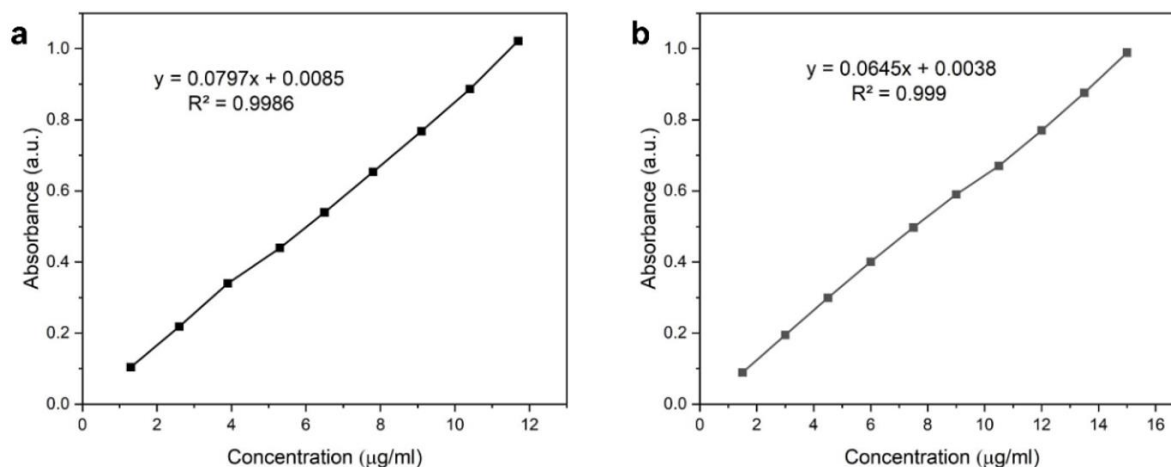 a
y = 0.0797x + 0.0085
R² = 0.9986
Absorbance (a.u.)
1.0
0.8
0.6
0.4
0.2
0.0
0 2 4 6 8 10 12
Concentration (μg/ml)
b
y = 0.0645x + 0.0038
R² = 0.999
Absorbance (a.u.)
1.0
0.8
0.6
0.4
0.2
0.0
0 2 4 6 8 10 12 14 16
Concentration (μg/ml)